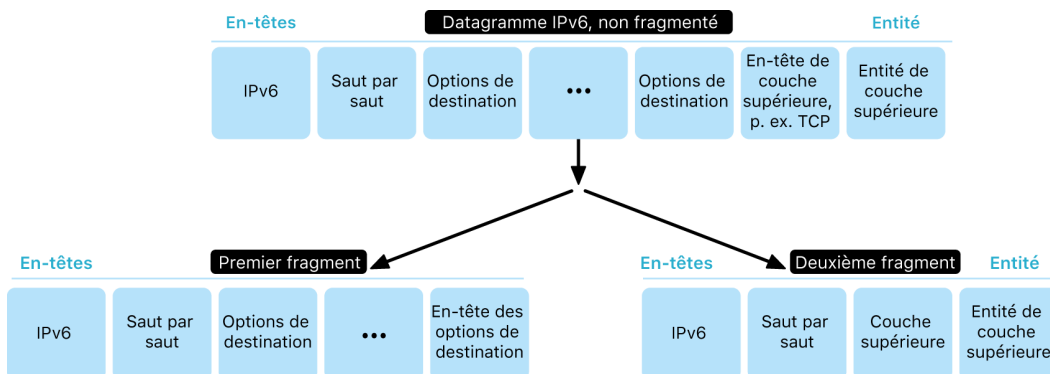 En-têtes
Datagramme IPv6, non fragmenté
Entité
IPv6
Saut par
saut
Options de
destination
•••
Options de
destination
En-tête de
couche
supérieure,
p. ex. TCP
Entité de
couche
supérieure
En-têtes
Premier fragment
IPv6
Saut par
saut
Options de
destination
•••
En-tête des
options de
destination
En-têtes
Deuxième fragment
Entité
IPv6
Saut par
saut
Couche
supérieure
Entité de
couche
supérieure